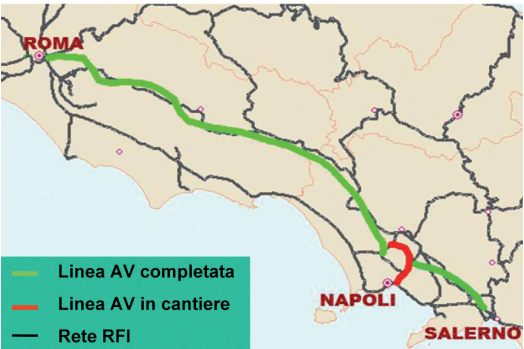 ROMA
NAPOLI
SALERNO
Linea AV completata
Linea AV in cantiere
Rete RFI